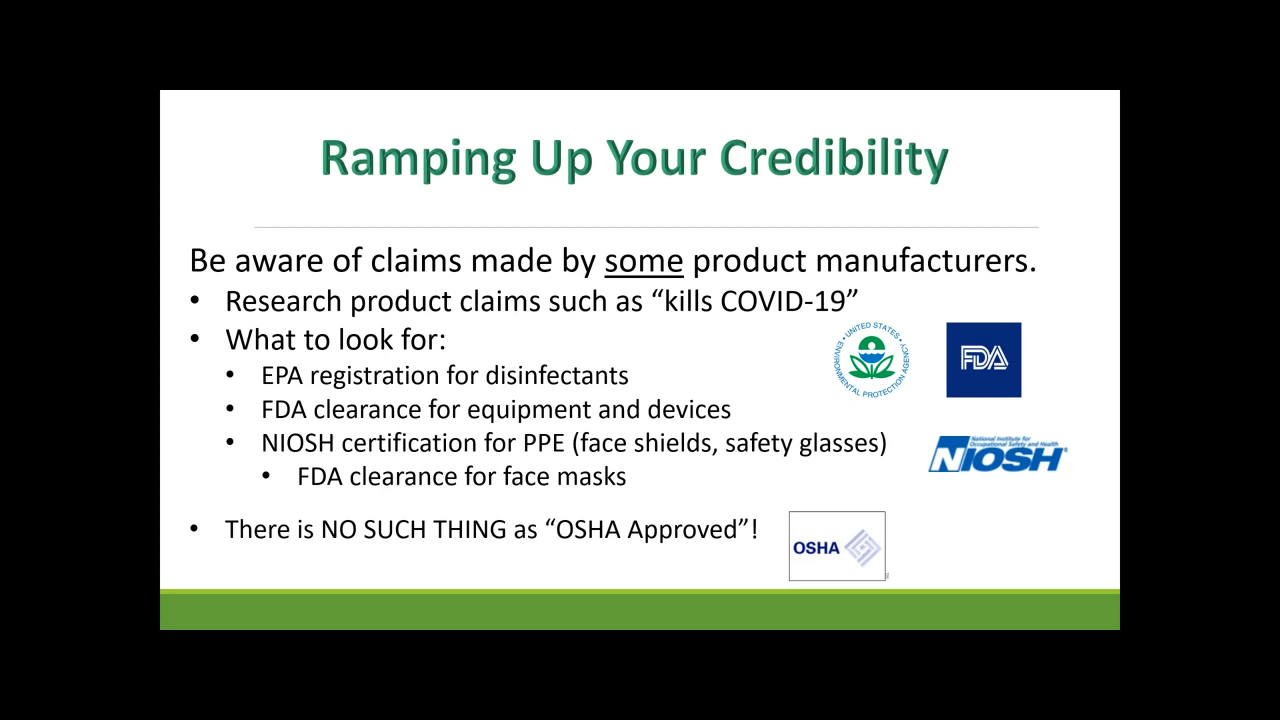 Ramping Up Your Credibility
Be aware of claims made by some product manufacturers.
• Research product claims such as “kills COVID-19”
• What to look for:
• EPA registration for disinfectants
• FDA clearance for equipment and devices
• NIOSH certification for PPE (face shields, safety glasses)
• FDA clearance for face masks
• There is NO SUCH THING as “OSHA Approved”!
UNITED STATES • ENVIRONMENTAL PROTECTION AGENCY •
FDA
National Institute for
Occupational Safety and Health
NIOSH
OSHA